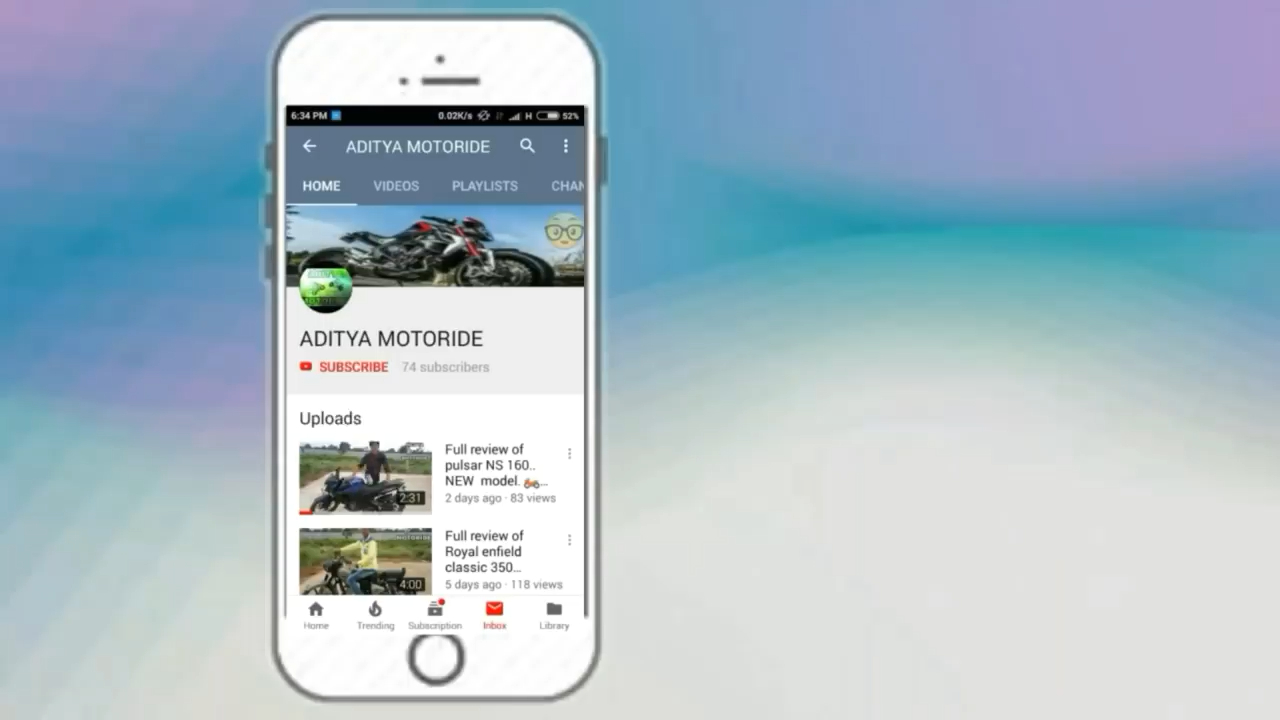 6:34 PM 0.02K/s H 52%
ADITYA MOTORIDE
HOME VIDEOS PLAYLISTS CHAN
ADITYA MOTORIDE
SUBSCRIBE 74 subscribers
Uploads
Full review of
pulsar NS 160..
NEW model. 🏍...
2 days ago · 83 views
2:31
Full review of
Royal enfield
classic 350...
5 days ago · 118 views
4:00
Home Trending Subscription Inbox Library